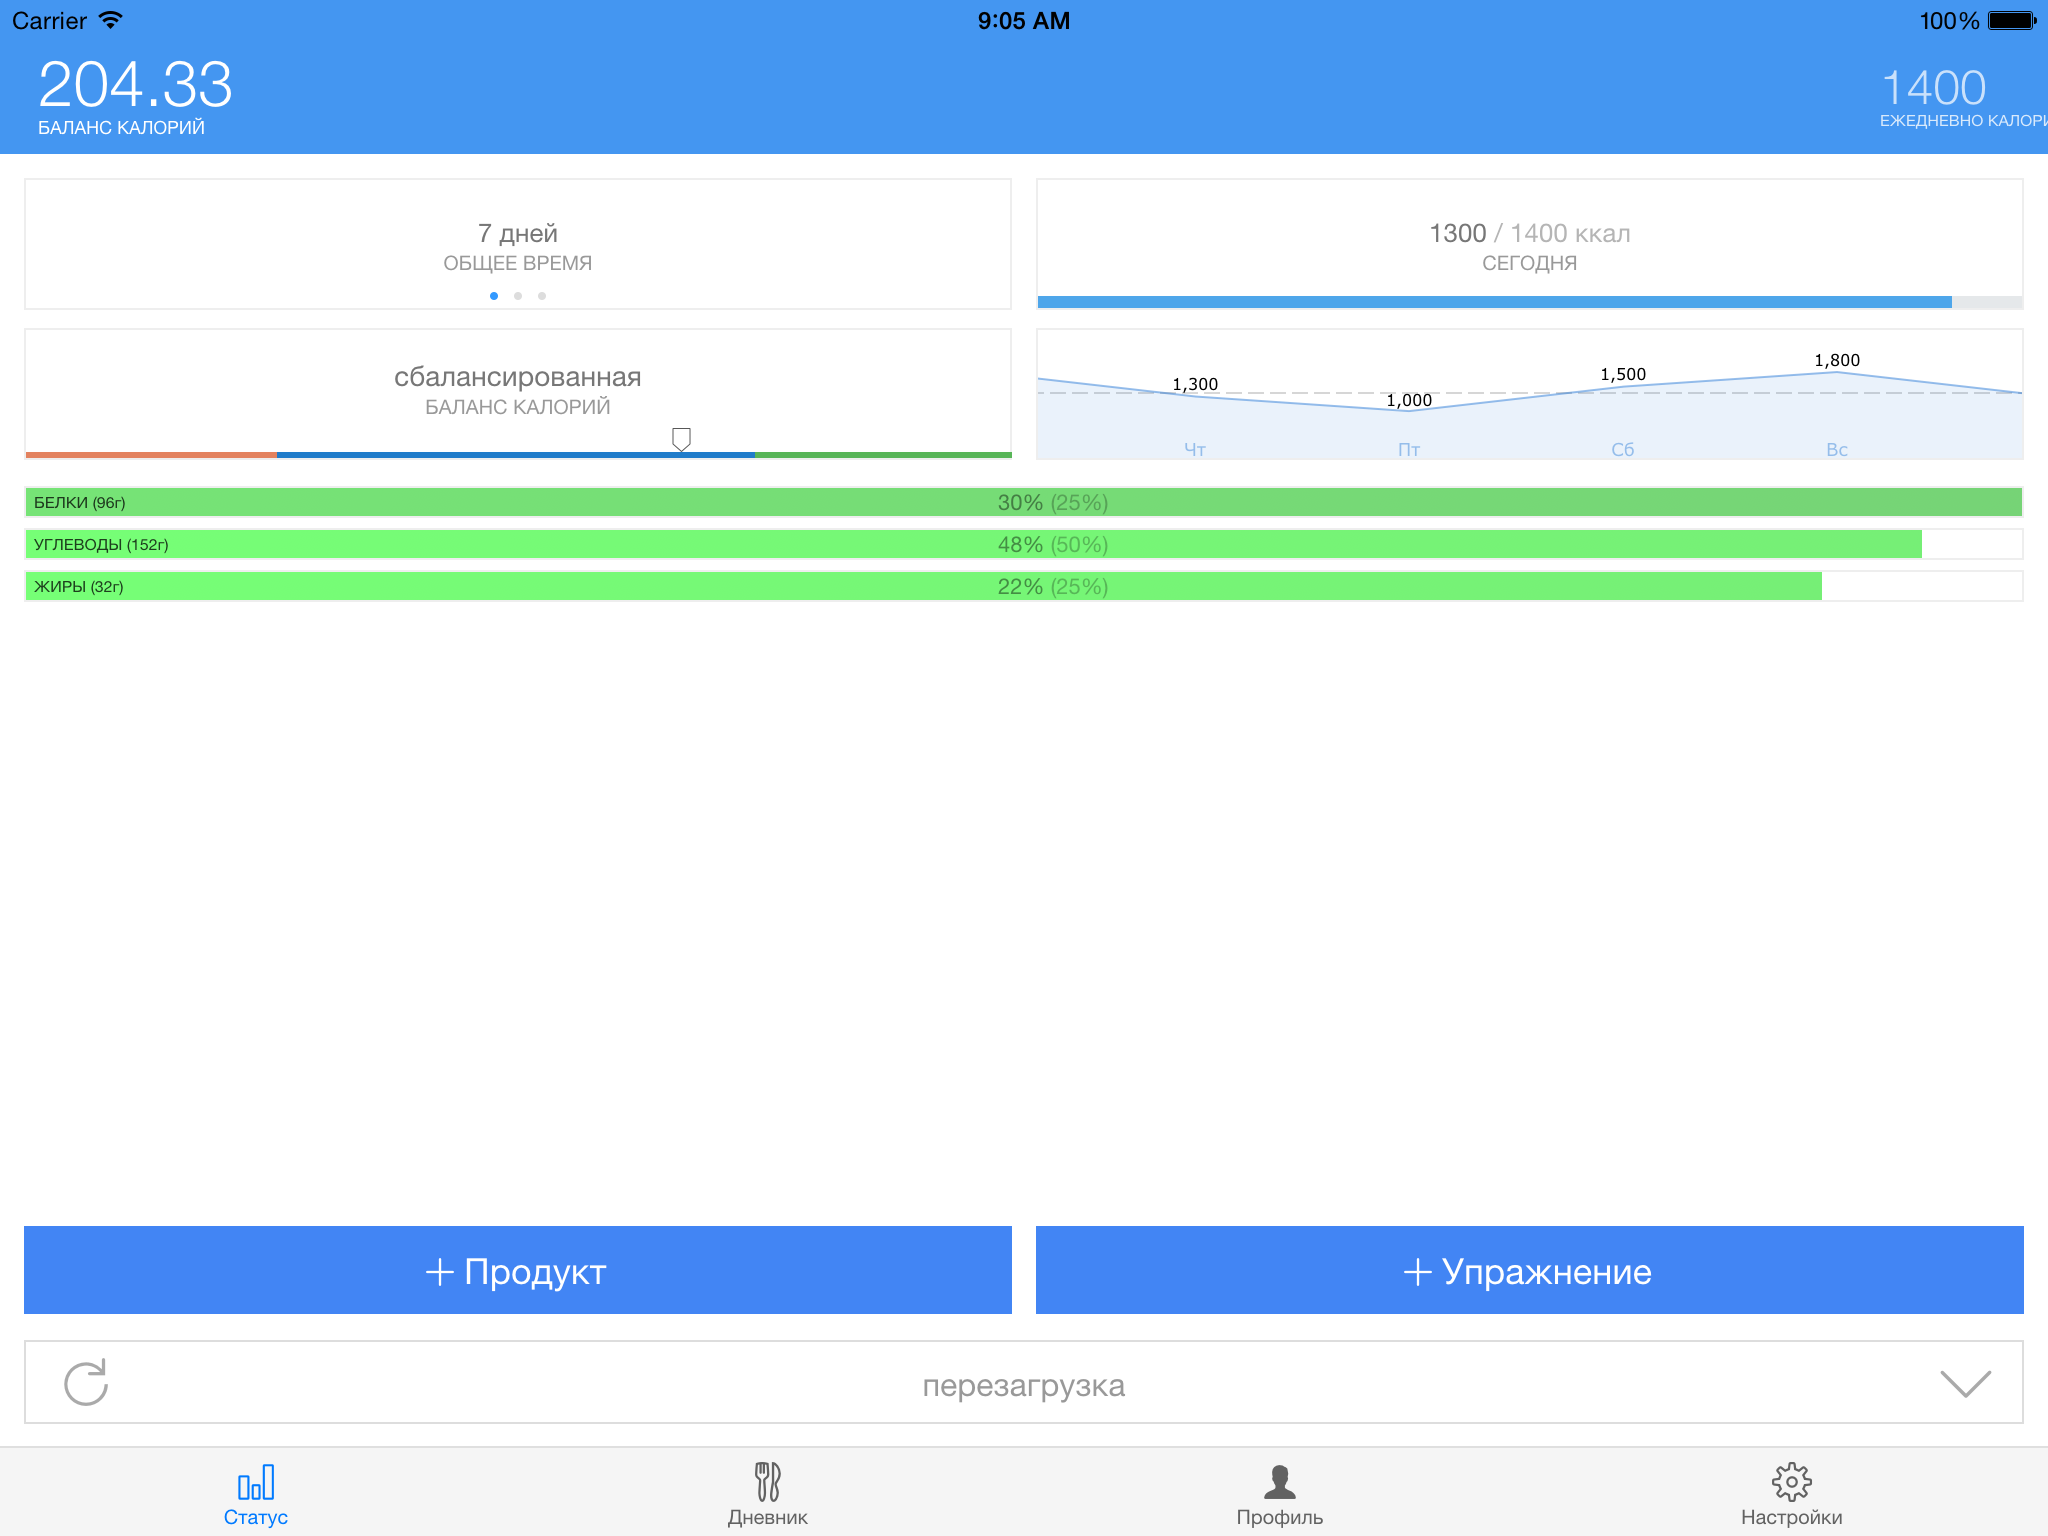 Carrier 9:05 AM 100%
204.33
БАЛАНС КАЛОРИЙ
1400
ЕЖЕДНЕВНО КАЛОРИ
7 дней
ОБЩЕЕ ВРЕМЯ
1300 / 1400 ккал
СЕГОДНЯ
сбалансированная
БАЛАНС КАЛОРИЙ
1,300 1,000 1,500 1,800
Чт Пт Сб Вс
БЕЛКИ (96г) 30% (25%)
УГЛЕВОДЫ (152г) 48% (50%)
ЖИРЫ (32г) 22% (25%)
+ Продукт
+ Упражнение
перезагрузка
Статус Дневник Профиль Настройки